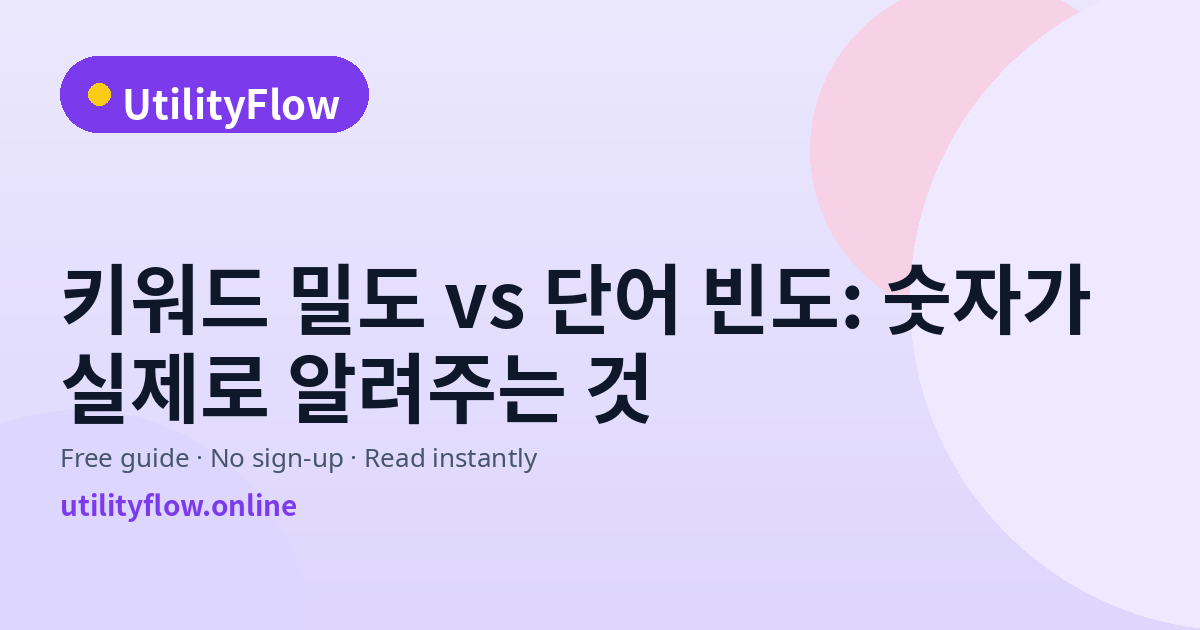 UtilityFlow
키워드 밀도 vs 단어 빈도: 숫자가
실제로 알려주는 것
Free guide · No sign-up · Read instantly
utilityflow.online